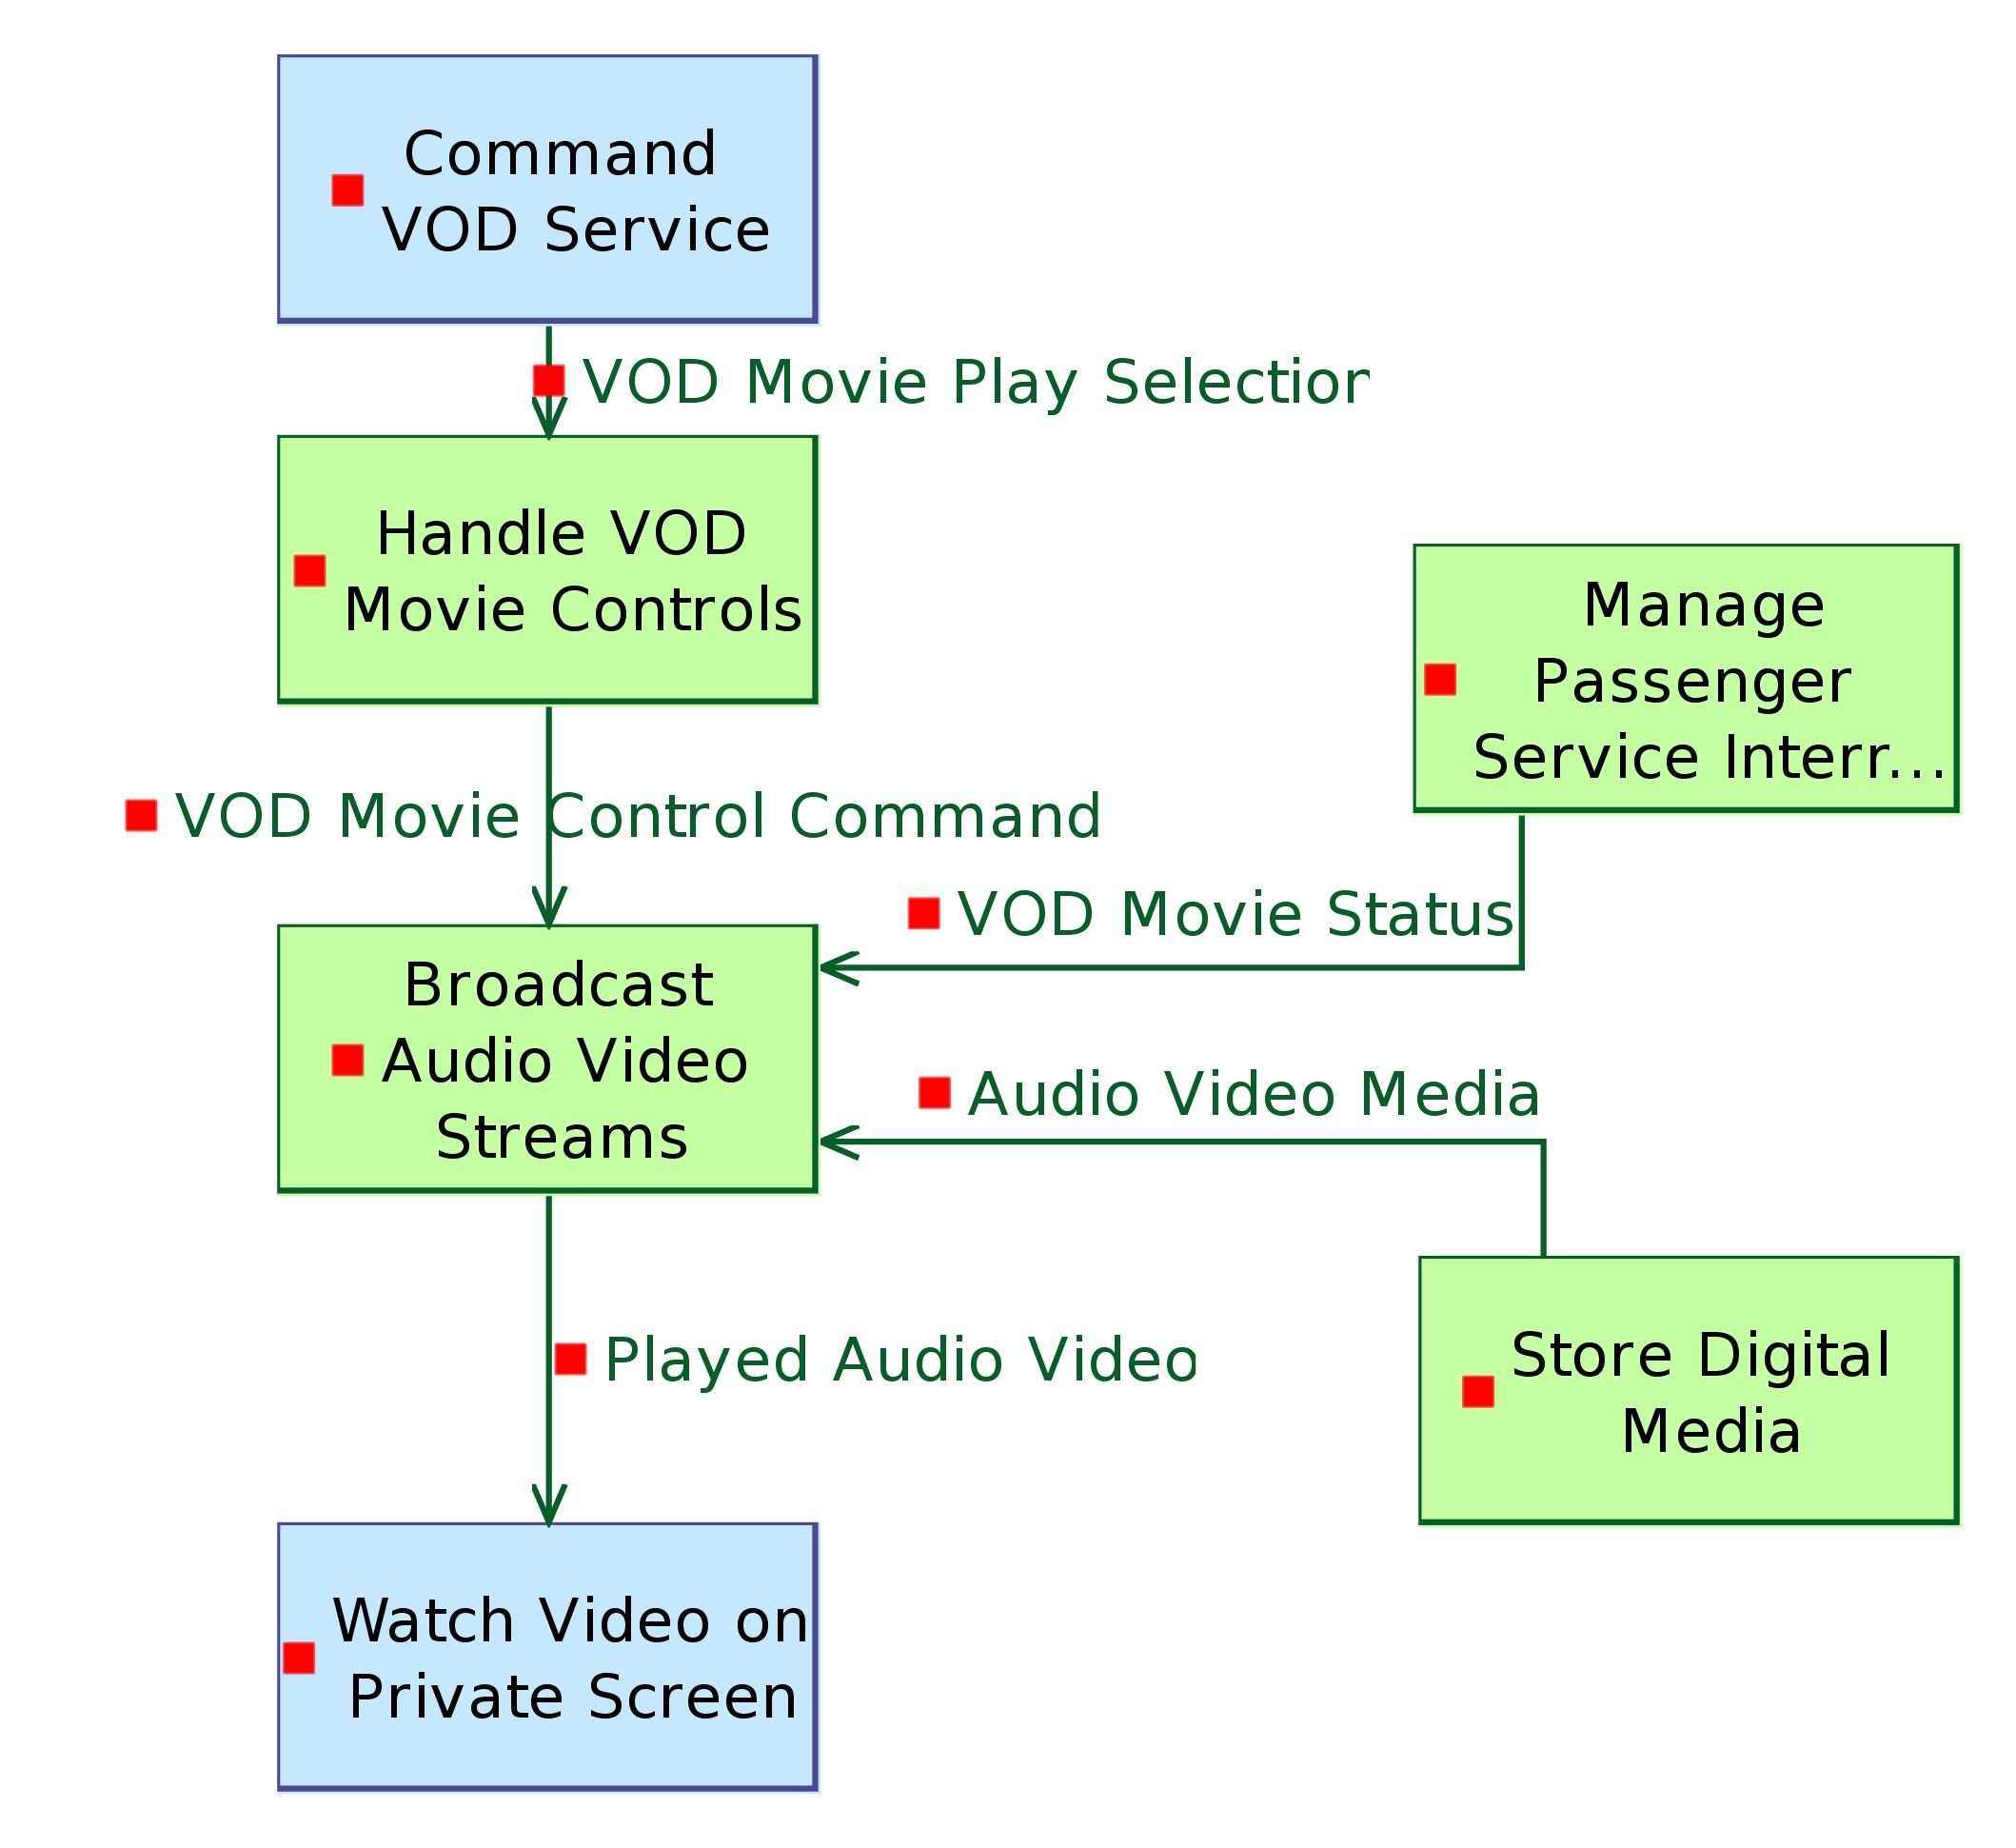 Command
VOD Service
VOD Movie Play Selection
Handle VOD
Movie Controls
Manage
Passenger
Service Interr...
VOD Movie Control Command
VOD Movie Status
Broadcast
Audio Video
Streams
Audio Video Media
Played Audio Video
Store Digital
Media
Watch Video on
Private Screen